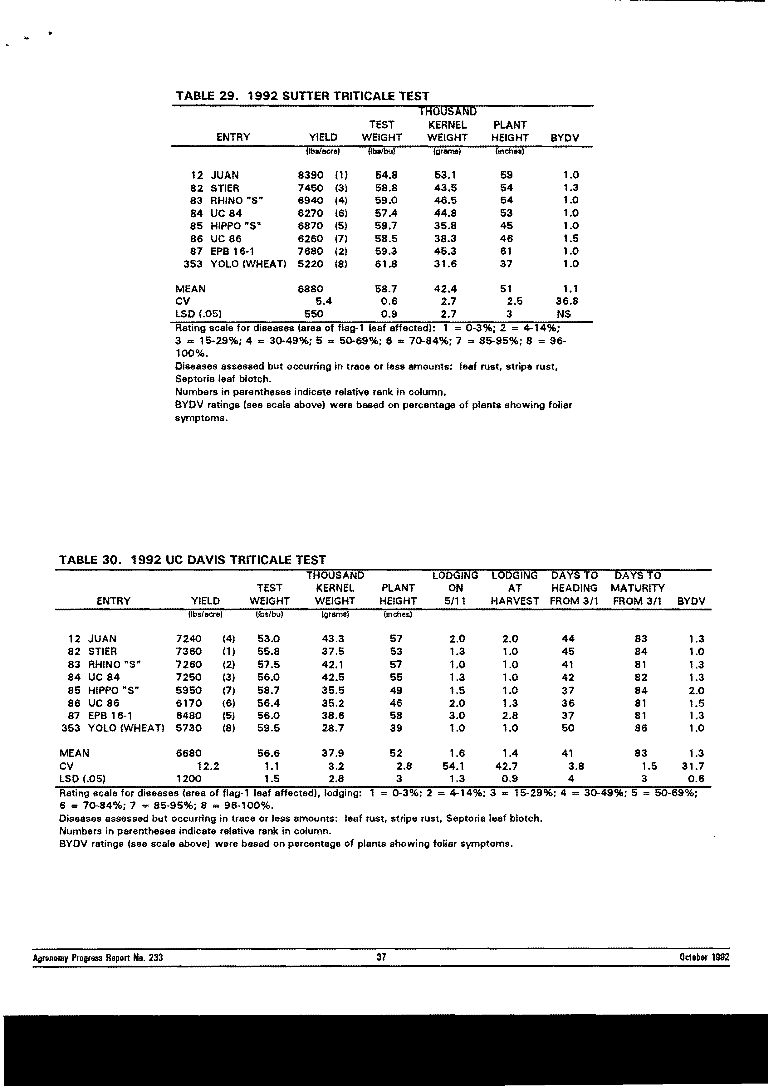 TABLE 29. 1992 SUTTER TRITICALE TEST
THOUSAND
TEST KERNEL PLANT
ENTRY YIELD WEIGHT WEIGHT HEIGHT BYDV
(lbs/acre) (lbs/bu) (grams) (inches)
12 JUAN 8390 (1) 54.8 53.1 59 1.0
82 STIER 7450 (3) 58.8 43.5 54 1.3
83 RHINO "S" 6940 (4) 59.0 46.5 54 1.0
84 UC 84 6270 (6) 57.4 44.8 53 1.0
85 HIPPO "S" 6870 (5) 59.7 35.8 45 1.0
86 UC 86 6260 (7) 58.5 38.3 46 1.5
87 EPB 16-1 7680 (2) 59.3 45.3 61 1.0
353 YOLO (WHEAT) 5220 (8) 61.8 31.6 37 1.0
MEAN 6880 58.7 42.4 51 1.1
CV 5.4 0.6 2.7 2.5 36.8
LSD (.05) 550 0.9 2.7 3 NS
Rating scale for diseases (area of flag-1 leaf affected): 1 = 0-3%; 2 = 4-14%;
3 = 15-29%; 4 = 30-49%; 5 = 50-69%; 6 = 70-84%; 7 = 85-95%; 8 = 96-
100%.
Diseases assessed but occurring in trace or less amounts: leaf rust, stripe rust,
Septoria leaf blotch.
Numbers in parentheses indicate relative rank in column.
BYDV ratings (see scale above) were based on percentage of plants showing foliar
symptoms.
TABLE 30. 1992 UC DAVIS TRITICALE TEST
THOUSAND LODGING LODGING DAYS TO DAYS TO
TEST KERNEL PLANT ON AT HEADING MATURITY
ENTRY YIELD WEIGHT WEIGHT HEIGHT 5/11 HARVEST FROM 3/1 FROM 3/1 BYDV
(lbs/acre) (lbs/bu) (grams) (inches)
12 JUAN 7240 (4) 53.0 43.3 57 2.0 2.0 44 83 1.3
82 STIER 7360 (1) 55.8 37.5 53 1.3 1.0 45 84 1.0
83 RHINO "S" 7260 (2) 57.5 42.1 57 1.0 1.0 41 81 1.3
84 UC 84 7250 (3) 56.0 42.5 55 1.3 1.0 42 82 1.3
85 HIPPO "S" 5950 (7) 58.7 35.5 49 1.5 1.0 37 84 2.0
86 UC 86 6170 (6) 56.4 35.2 46 2.0 1.3 36 81 1.5
87 EPB 16-1 6480 (5) 56.0 38.6 58 3.0 2.8 37 81 1.3
353 YOLO (WHEAT) 5730 (8) 59.5 28.7 39 1.0 1.0 50 86 1.0
MEAN 6680 56.6 37.9 52 1.6 1.4 41 83 1.3
CV 12.2 1.1 3.2 2.8 54.1 42.7 3.8 1.5 31.7
LSD (.05) 1200 1.5 2.8 3 1.3 0.9 4 3 0.6
Rating scale for diseases (area of flag-1 leaf affected), lodging: 1 = 0-3%; 2 = 4-14%; 3 = 15-29%; 4 = 30-49%; 5 = 50-69%;
6 = 70-84%; 7 = 85-95%; 8 = 96-100%.
Diseases assessed but occurring in trace or less amounts: leaf rust, stripe rust, Septoria leaf blotch.
Numbers in parentheses indicate relative rank in column.
BYDV ratings (see scale above) were based on percentage of plants showing foliar symptoms.
Agronomy Progress Report No. 233 37 October 1992